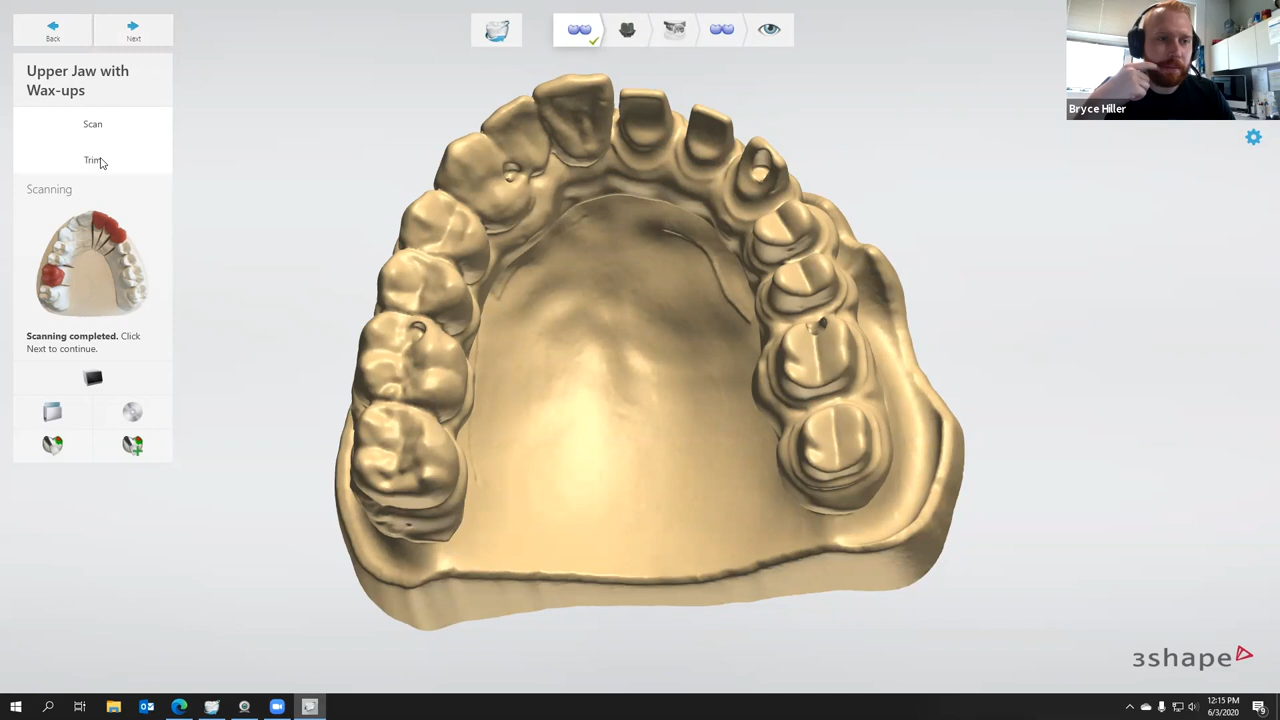 Back
Next
Upper Jaw with
Wax-ups
Scan
Trim
Scanning
Scanning completed. Click
Next to continue.
Bryce Hiller
3shape
12:15 PM
6/3/2020